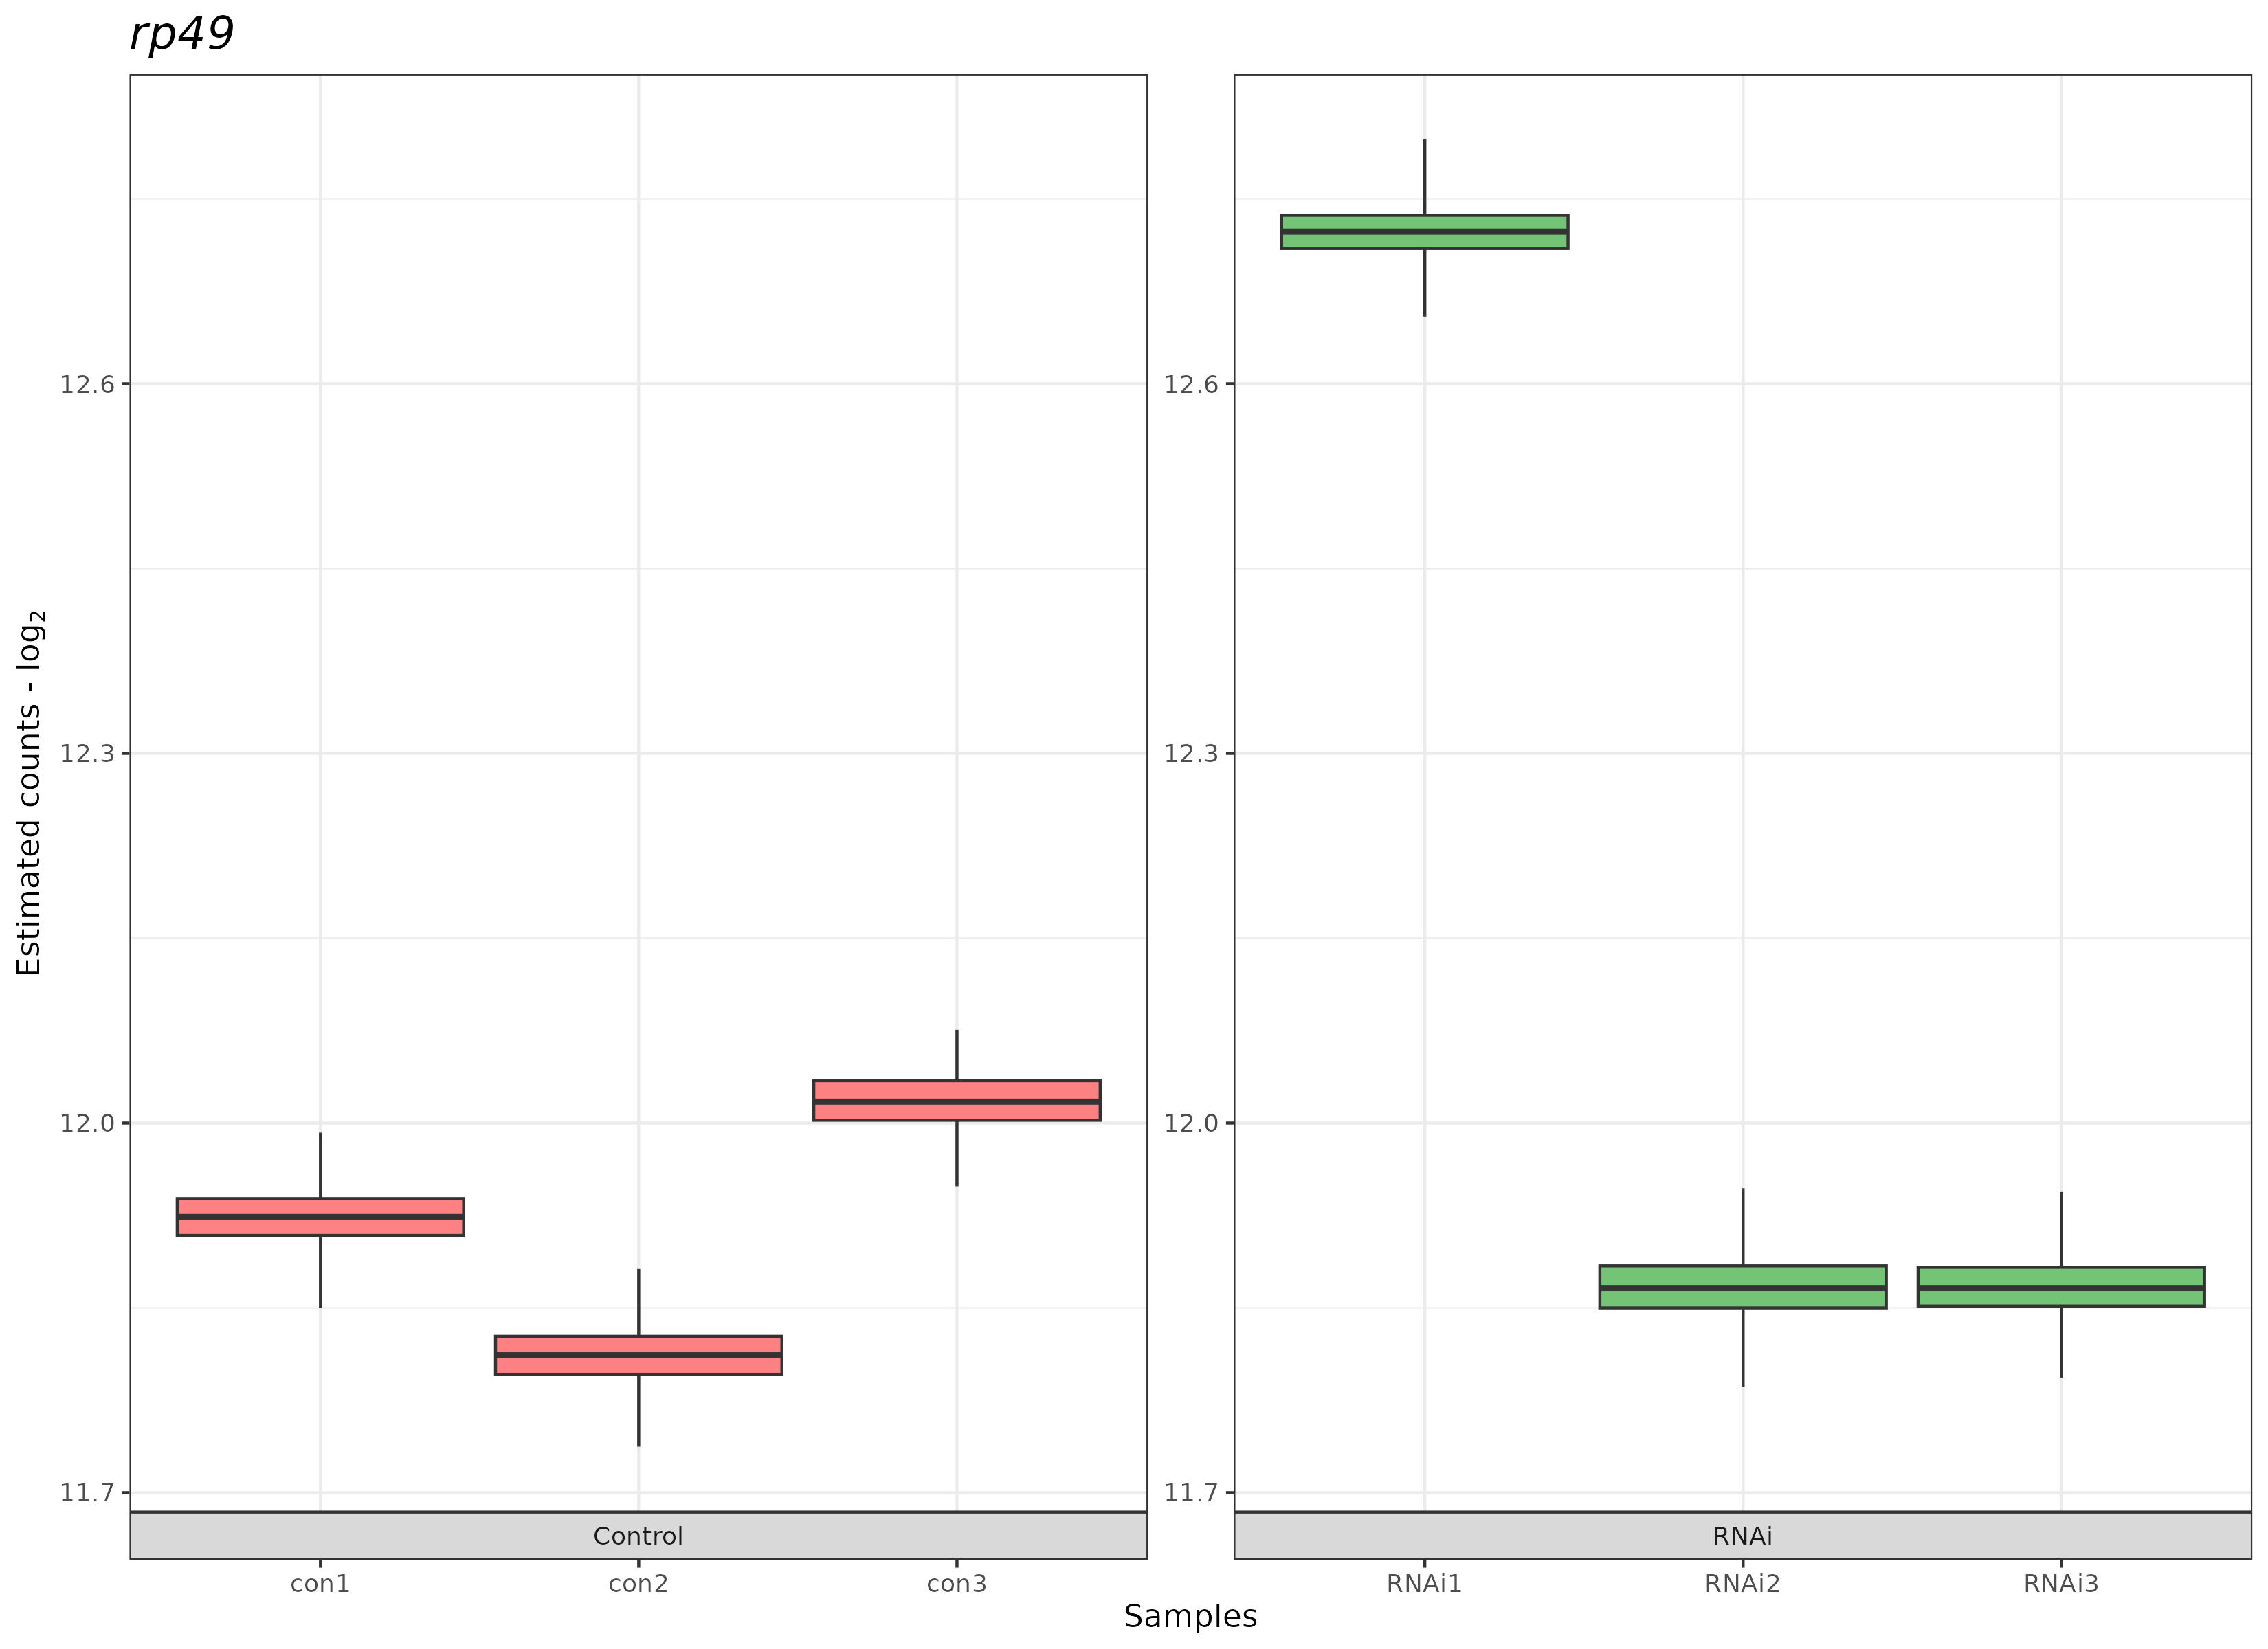 rp49
Estimated counts - log₂
12.6
12.3
12.0
11.7
12.6
12.3
12.0
11.7
Control
RNAi
con1
con2
con3
RNAi1
RNAi2
RNAi3
Samples